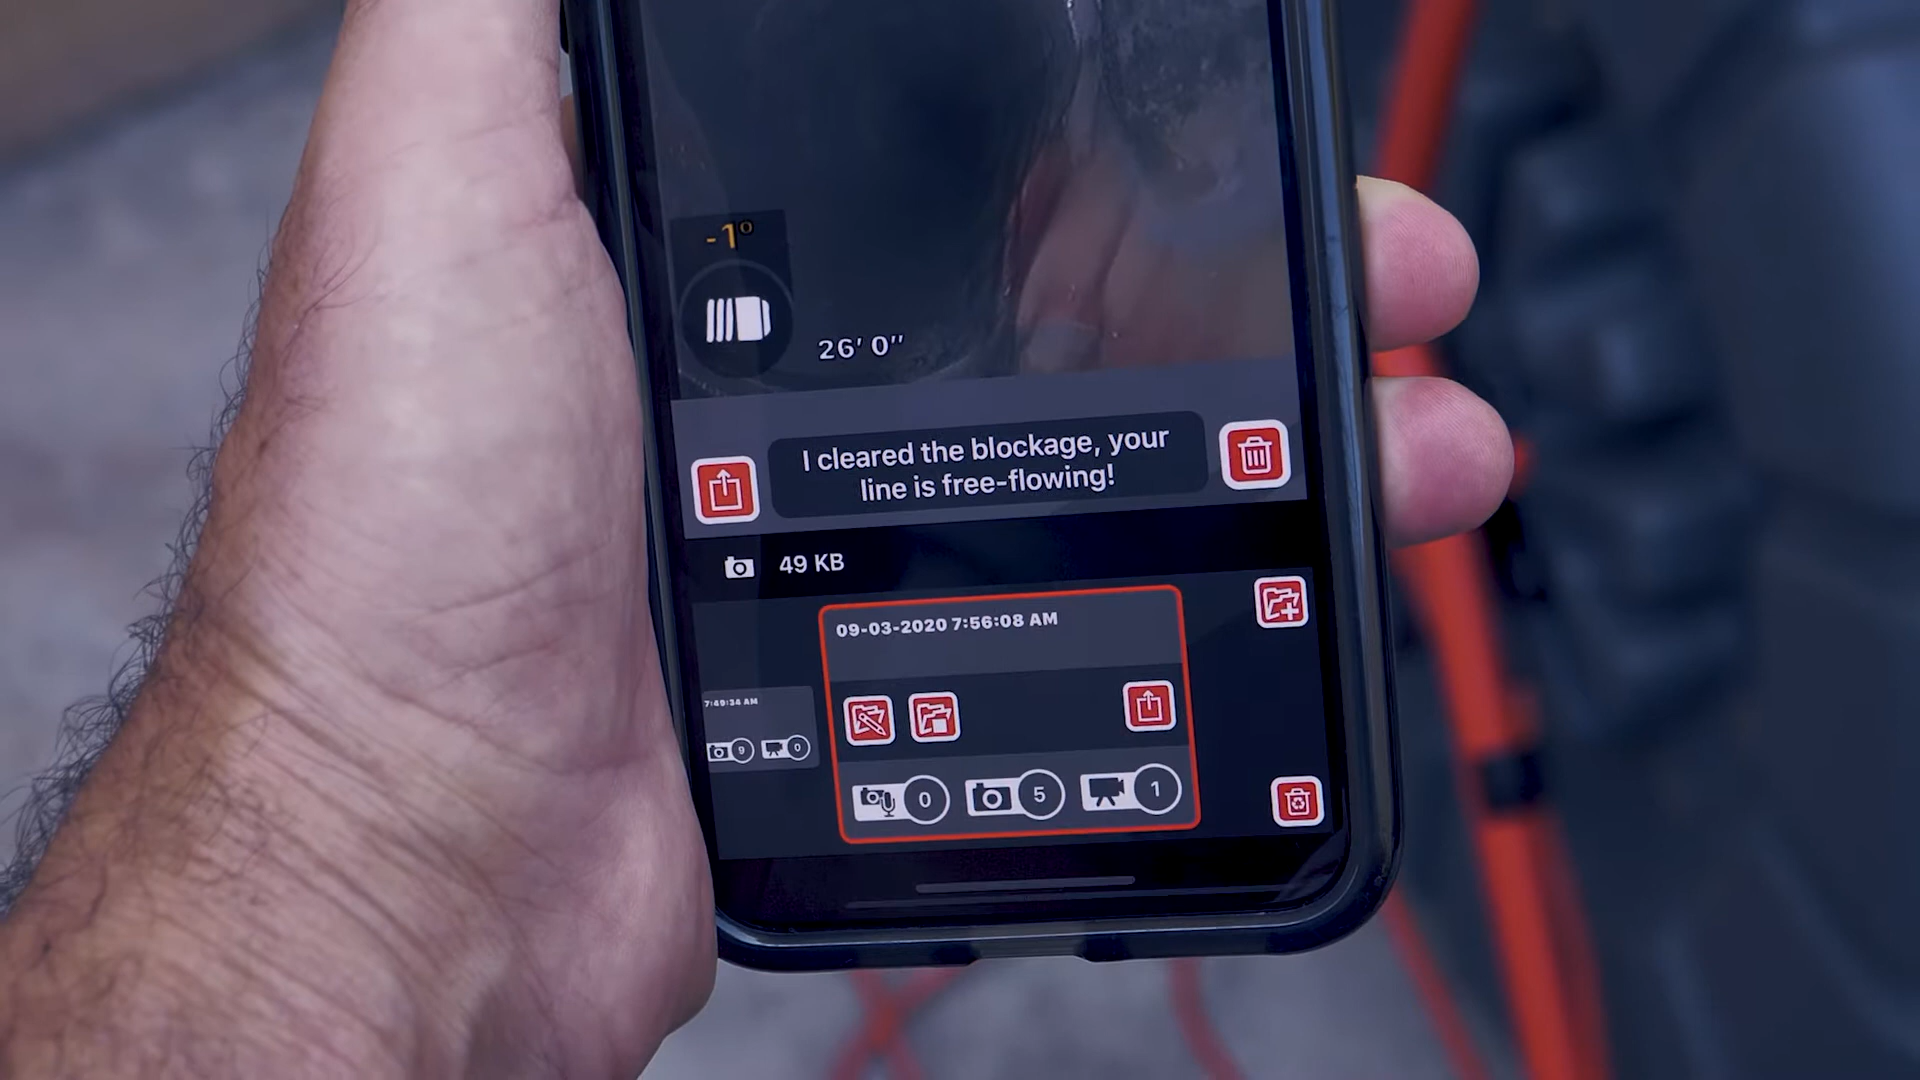 -1°
26' 0"
I cleared the blockage, your
line is free-flowing!
49 KB
09-03-2020 7:56:08 AM
7:49:34 AM
9 0
0 5 1